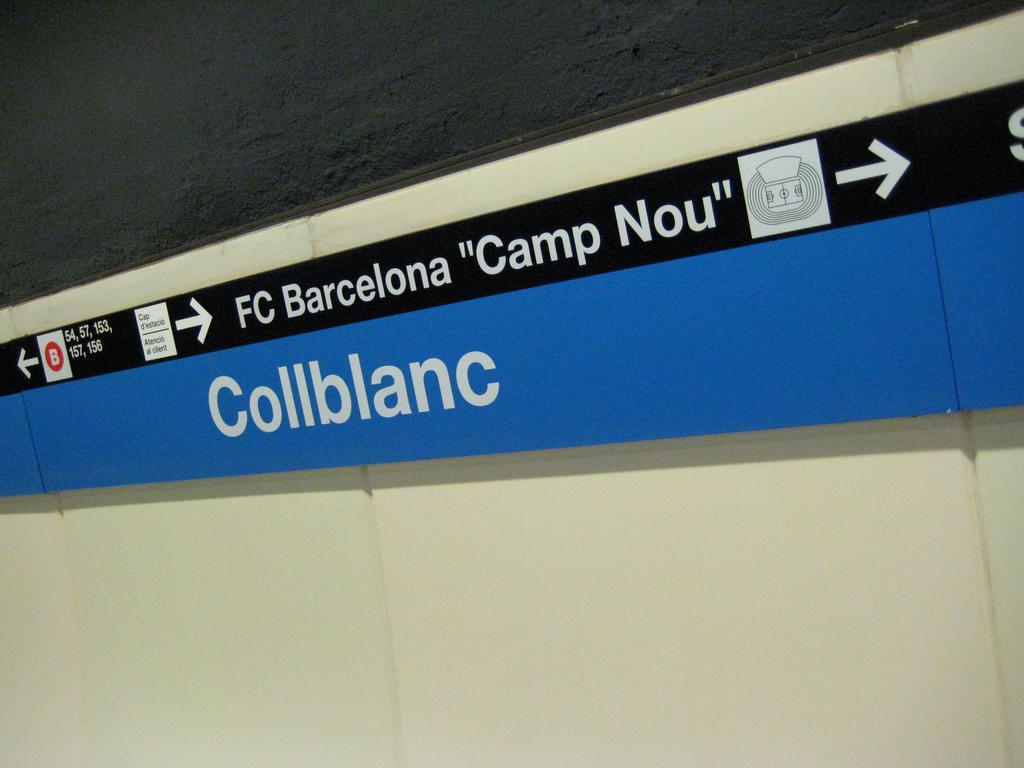 B
54, 57, 153,
157, 156
Cap
d'estació
Atenció
al client
FC Barcelona "Camp Nou"
S
Collblanc